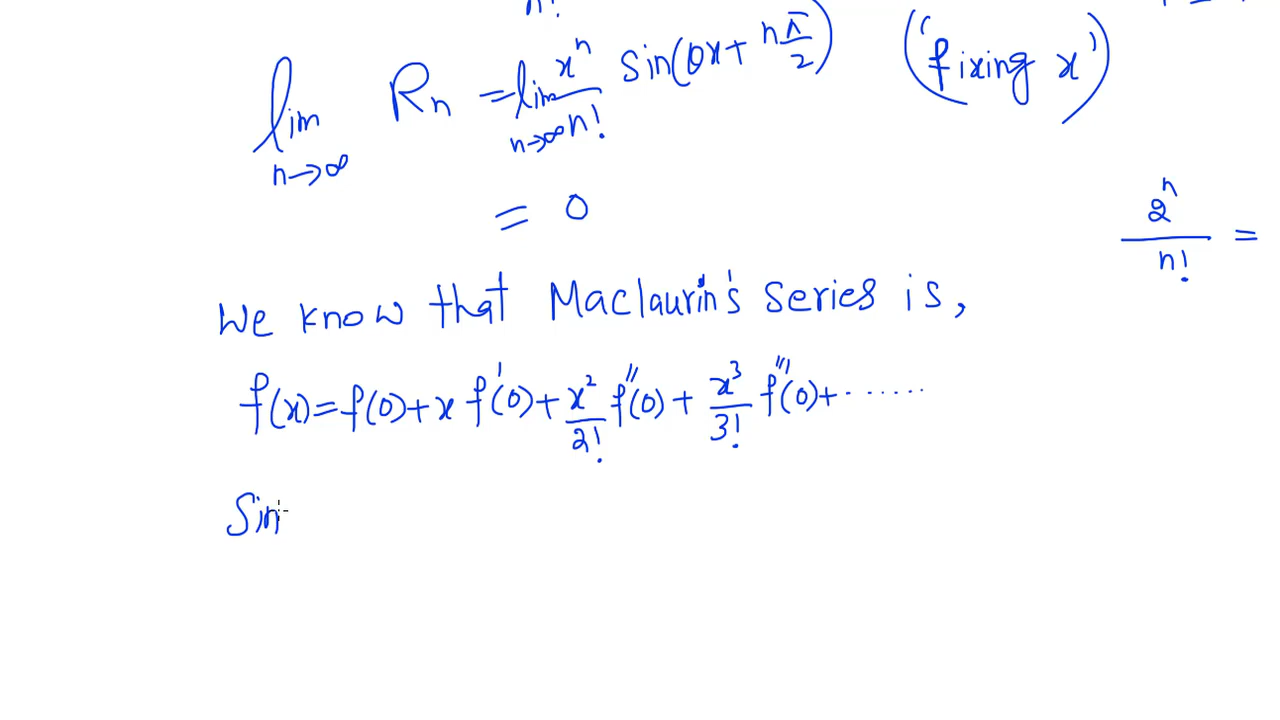 n!
lim n→∞ Rn = lim n→∞ xⁿ/n! sin(θx + nπ/2) (fixing x)
= 0
2ⁿ/n! =
We know that Maclaurin's series is,
f(x) = f(0) + x f'(0) + x²/2! f''(0) + x³/3! f'''(0) + ......
Sin